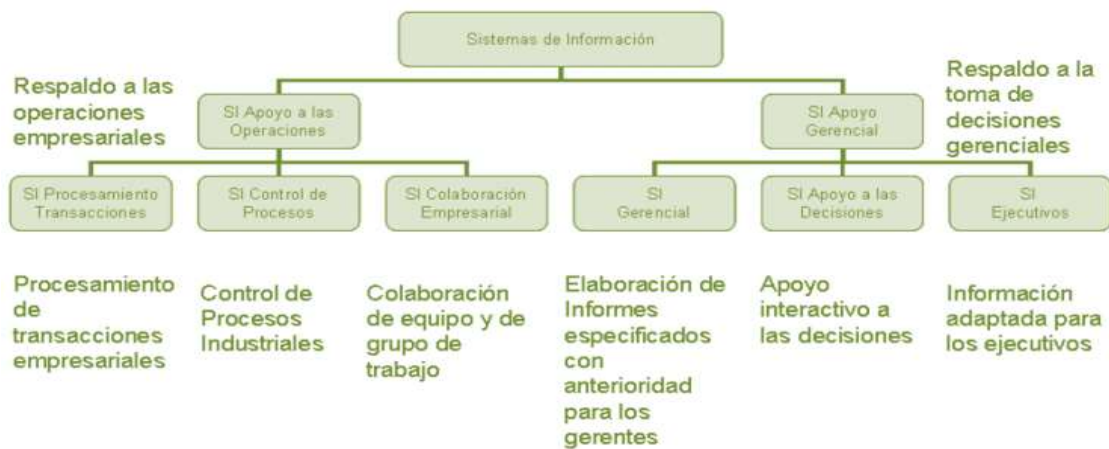 Sistemas de Información
Respaldo a las
operaciones
empresariales
SI Apoyo a las
Operaciones
SI Apoyo
Gerencial
Respaldo a la
toma de
decisiones
gerenciales
SI Procesamiento
Transacciones
SI Control de
Procesos
SI Colaboración
Empresarial
SI
Gerencial
SI Apoyo a las
Decisiones
SI
Ejecutivos
Procesamiento
de
transacciones
empresariales
Control de
Procesos
Industriales
Colaboración
de equipo y de
grupo de
trabajo
Elaboración de
Informes
especificados
con
anterioridad
para los
gerentes
Apoyo
interactivo a
las decisiones
Información
adaptada para
los ejecutivos